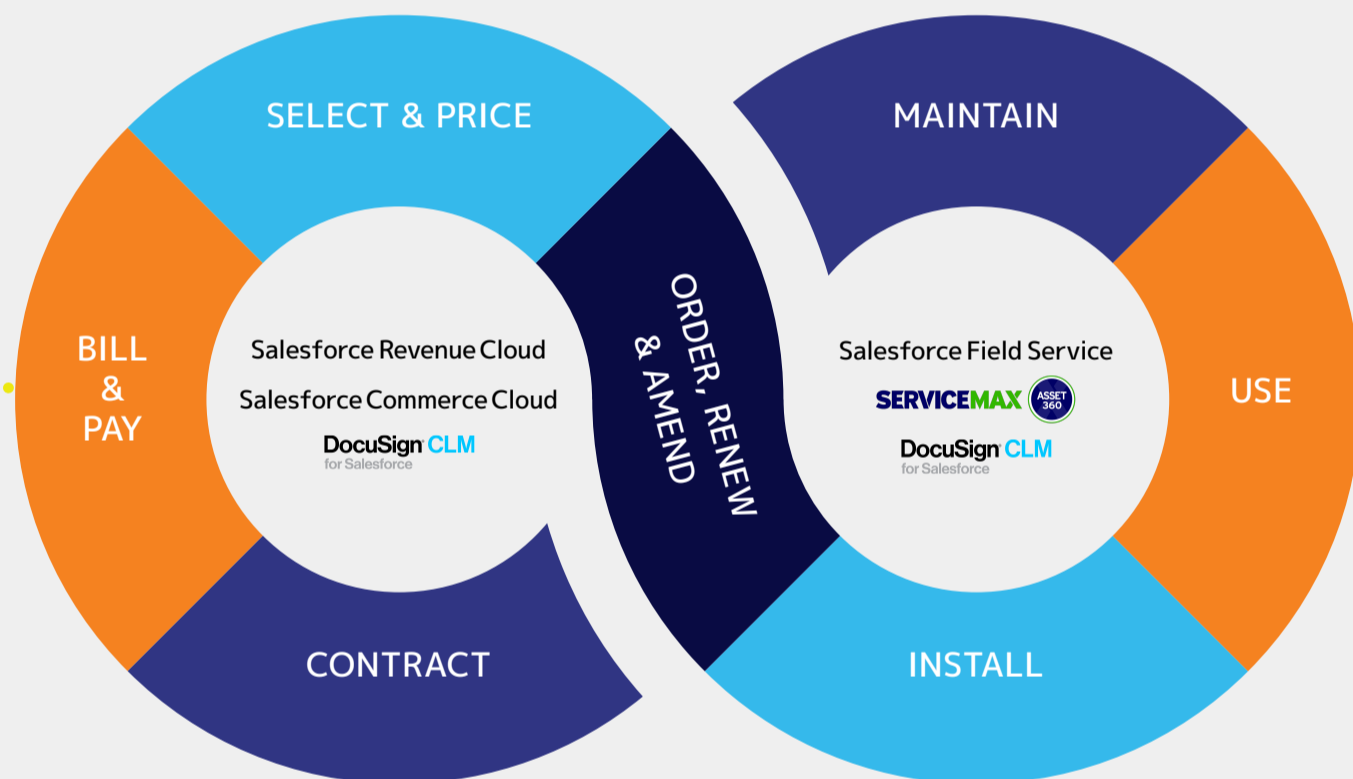 SELECT & PRICE
MAINTAIN
BILL
&
PAY
Salesforce Revenue Cloud
Salesforce Commerce Cloud
DocuSign CLM
for Salesforce
ORDER, RENEW
& AMEND
Salesforce Field Service
SERVICEMAX ASSET
360
DocuSign CLM
for Salesforce
USE
CONTRACT
INSTALL